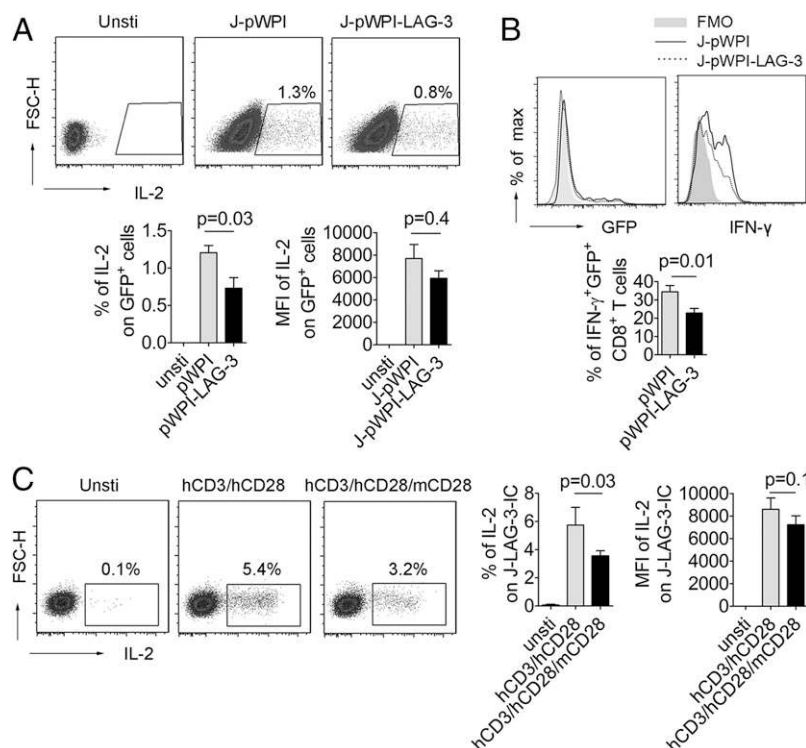 A
Unsti
J-pWPI
J-pWPI-LAG-3
1.3%
0.8%
FSC-H
IL-2
% of IL-2
on GFP⁺ cells
1.5
1.0
0.5
0.0
p=0.03
unsti
pWPI
pWPI-LAG-3
MFI of IL-2
on GFP⁺ cells
10000
8000
6000
4000
2000
0
p=0.4
unsti
J-pWPI
J-pWPI-LAG-3
B
FMO
J-pWPI
J-pWPI-LAG-3
% of max
GFP
IFN-γ
% of IFN-γ⁺GFP⁺
CD8⁺ T cells
40
30
20
10
0
p=0.01
pWPI
pWPI-LAG-3
C
Unsti
hCD3/hCD28
hCD3/hCD28/mCD28
0.1%
5.4%
3.2%
FSC-H
IL-2
% of IL-2
on J-LAG-3-IC
8
6
4
2
0
p=0.03
unsti
hCD3/hCD28
hCD3/hCD28/mCD28
MFI of IL-2
on J-LAG-3-IC
10000
8000
6000
4000
2000
0
p=0.1
unsti
hCD3/hCD28
hCD3/hCD28/mCD28